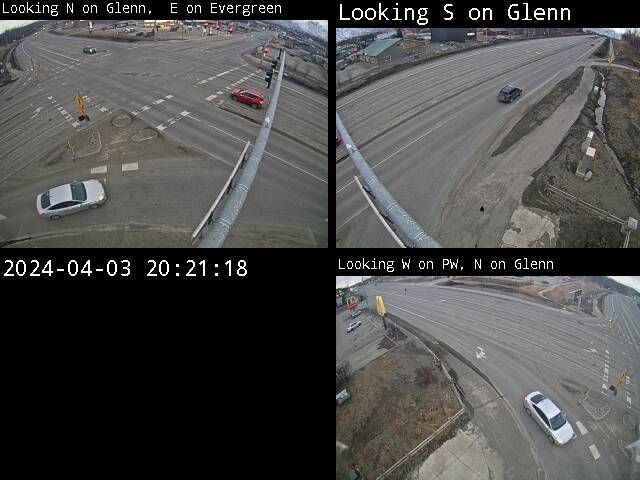 Looking N on Glenn,  E on Evergreen
Looking S on Glenn
2024-04-03 20:21:18
Looking W on PW, N on Glenn